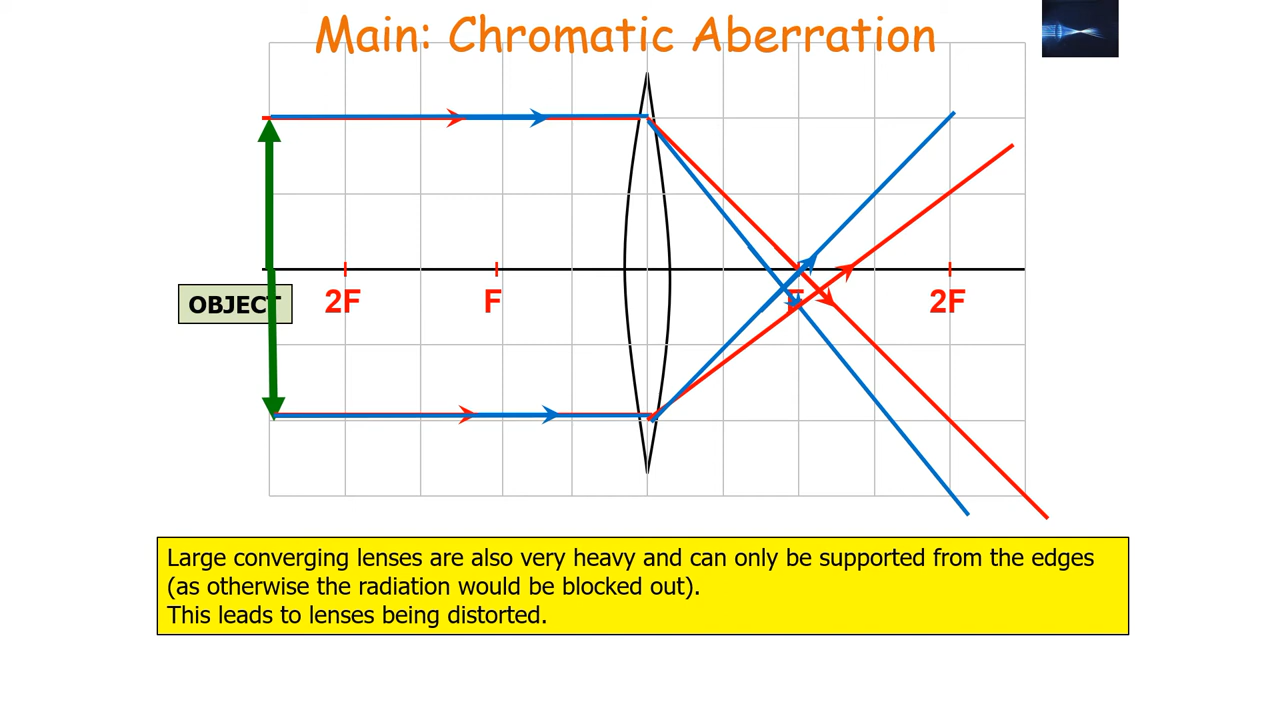 Main: Chromatic Aberration
OBJECT
2F
F
F
2F
Large converging lenses are also very heavy and can only be supported from the edges
(as otherwise the radiation would be blocked out).
This leads to lenses being distorted.